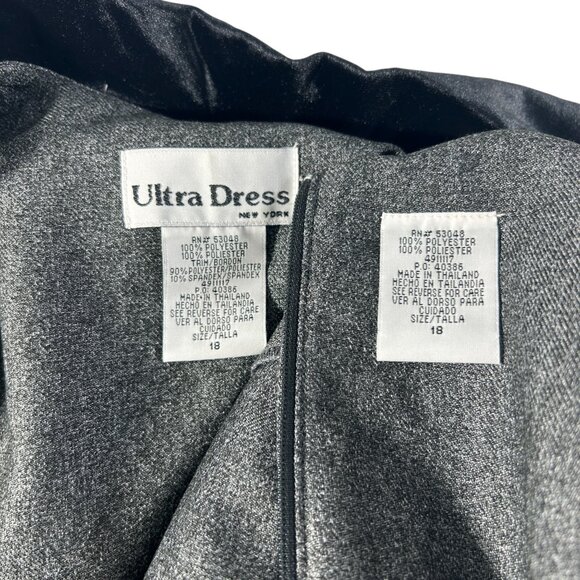 Ultra Dress
NEW YORK
RN# 53048
100% POLYESTER
100% POLYESTER
TRIM/BORDON
90% POLYESTER/POLIESTER
10% SPANDEX/SPANDEX
4911117
P.O: 40386
MADE IN THAILAND
HECHO EN TAILANDIA
SEE REVERSE FOR CARE
VER AL DORSO PARA
CUIDADO
SIZE/TALLA
18
RN# 53048
100% POLYESTER
100% POLYESTER
4911117
P.O: 40386
MADE IN THAILAND
HECHO EN TAILANDIA
SEE REVERSE FOR CARE
VER AL DORSO PARA
CUIDADO
SIZE/TALLA
18